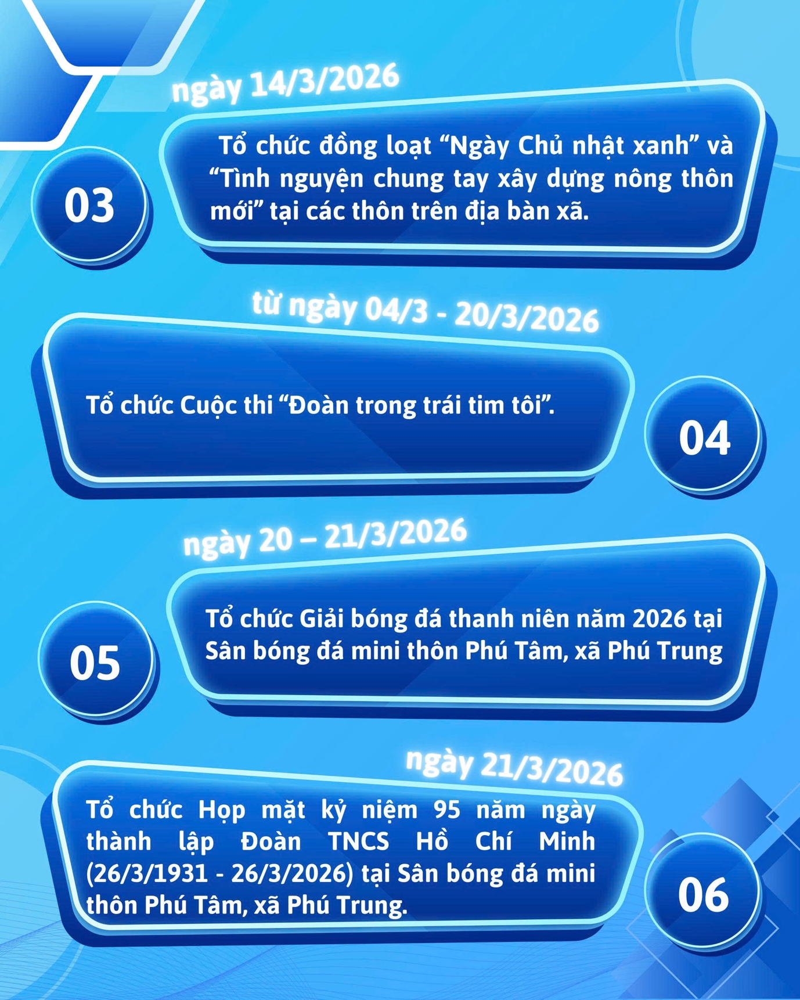 ngày 14/3/2026
03
Tổ chức đồng loạt “Ngày Chủ nhật xanh” và
“Tình nguyện chung tay xây dựng nông thôn
mới” tại các thôn trên địa bàn xã.
từ ngày 04/3 - 20/3/2026
Tổ chức Cuộc thi “Đoàn trong trái tim tôi”.
04
ngày 20 – 21/3/2026
05
Tổ chức Giải bóng đá thanh niên năm 2026 tại
Sân bóng đá mini thôn Phú Tâm, xã Phú Trung
ngày 21/3/2026
Tổ chức Họp mặt kỷ niệm 95 năm ngày
thành lập Đoàn TNCS Hồ Chí Minh
(26/3/1931 - 26/3/2026) tại Sân bóng đá mini
thôn Phú Tâm, xã Phú Trung.
06